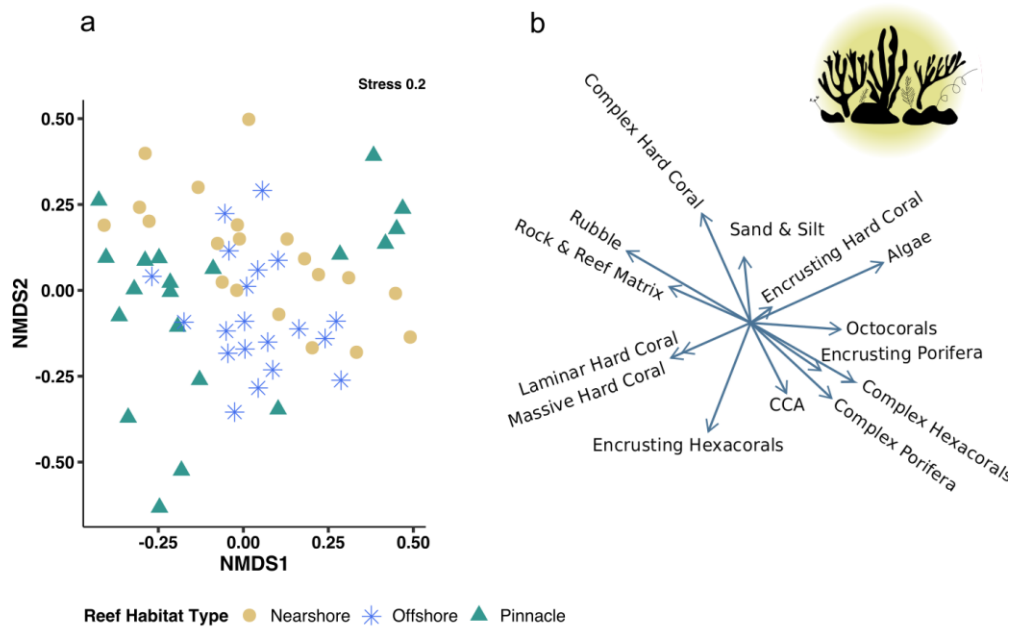 a
b
Stress 0.2
0.50
0.25
0.00
-0.25
-0.50
NMDS2
-0.25
0.00
0.25
0.50
NMDS1
Complex Hard Coral
Sand & Silt
Encrusting Hard Coral
Algae
Rubble
Rock & Reef Matrix
Octocorals
Encrusting Porifera
Laminar Hard Coral
Massive Hard Coral
CCA
Complex Hexacorals
Complex Porifera
Encrusting Hexacorals
Reef Habitat Type Nearshore Offshore Pinnacle